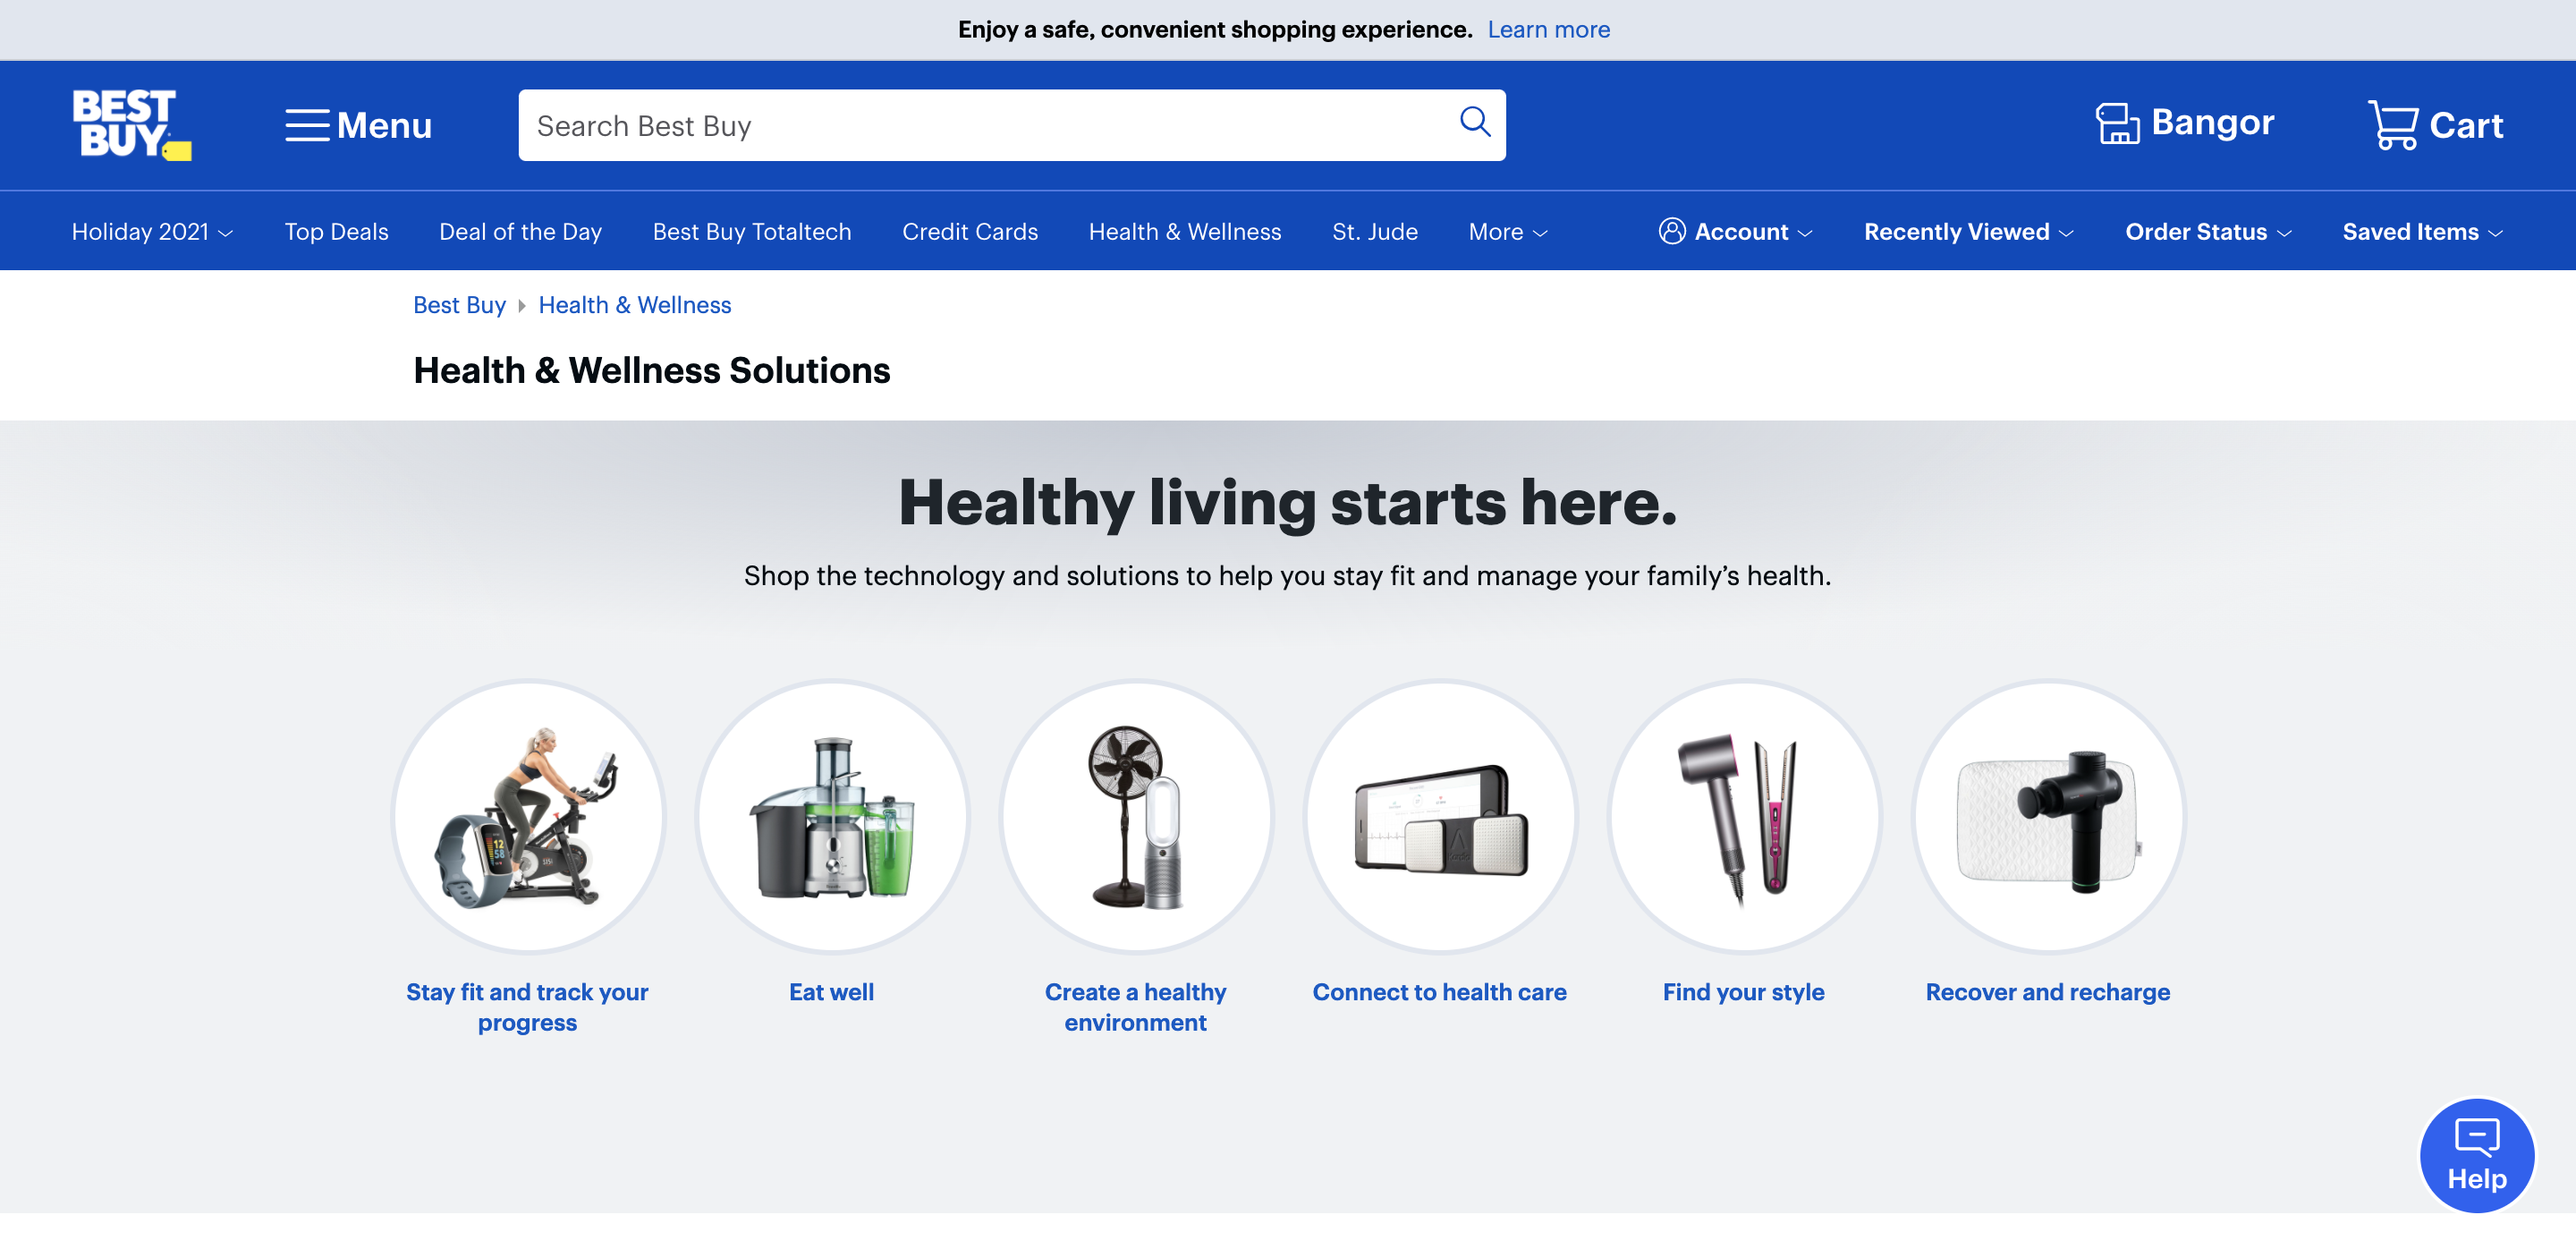 Enjoy a safe, convenient shopping experience. Learn more
BEST
BUY
Menu
Search Best Buy
Bangor
Cart
Holiday 2021
Top Deals
Deal of the Day
Best Buy Totaltech
Credit Cards
Health & Wellness
St. Jude
More
Account
Recently Viewed
Order Status
Saved Items
Best Buy
Health & Wellness
Health & Wellness Solutions
Healthy living starts here.
Shop the technology and solutions to help you stay fit and manage your family’s health.
12
58
Stay fit and track your
progress
Eat well
Create a healthy
environment
Connect to health care
Find your style
Recover and recharge
Help